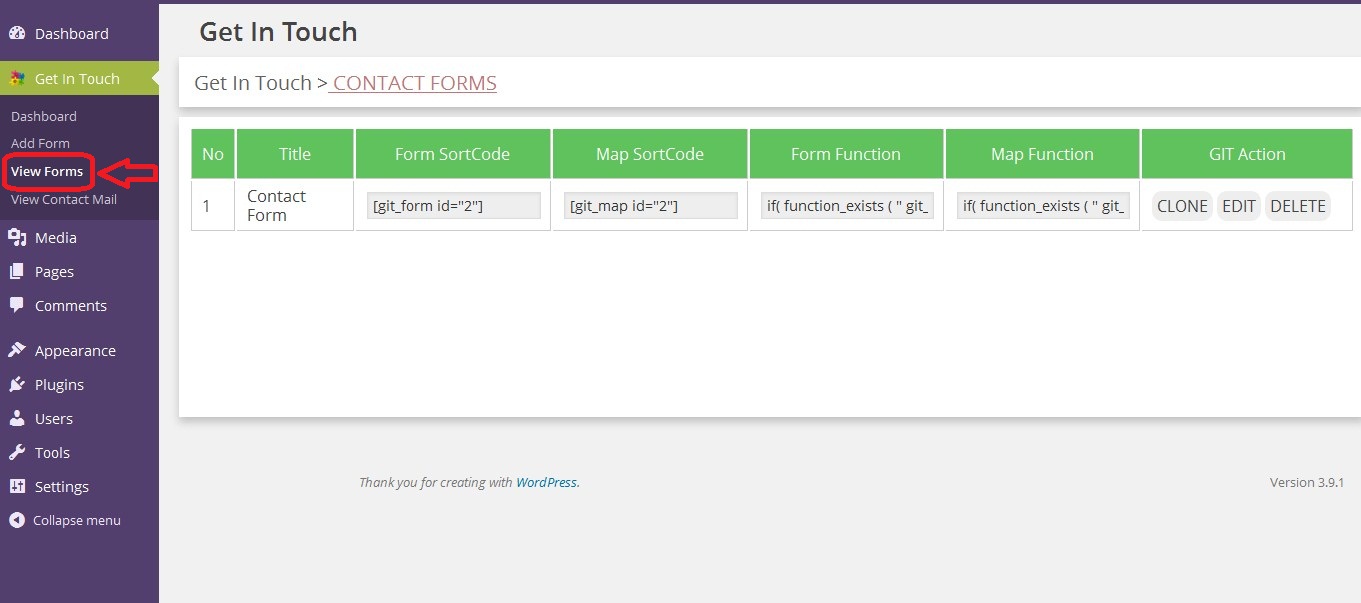 Dashboard
Get In Touch
Dashboard
Add Form
View Forms
View Contact Mail
Media
Pages
Comments
Appearance
Plugins
Users
Tools
Settings
Collapse menu
Get In Touch
Get In Touch > CONTACT FORMS
No Title Form SortCode Map SortCode Form Function Map Function GIT Action
1 Contact Form [git_form id="2"] [git_map id="2"] if( function_exists ( " git_ if( function_exists ( " git_ CLONE EDIT DELETE
Thank you for creating with WordPress. Version 3.9.1